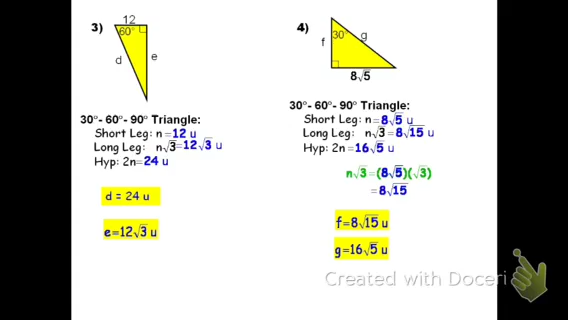 3)
12
60°
d
e
30°- 60°- 90° Triangle:
Short Leg: n = 12 u
Long Leg: n√3 = 12√3 u
Hyp: 2n = 24 u
d = 24 u
e = 12√3 u
4)
f
30°
g
8√5
30°- 60°- 90° Triangle:
Short Leg: n = 8√5 u
Long Leg: n√3 = 8√15 u
Hyp: 2n = 16√5 u
n√3 = (8√5)(√3)
= 8√15
f = 8√15 u
g = 16√5 u
Created with Doceri